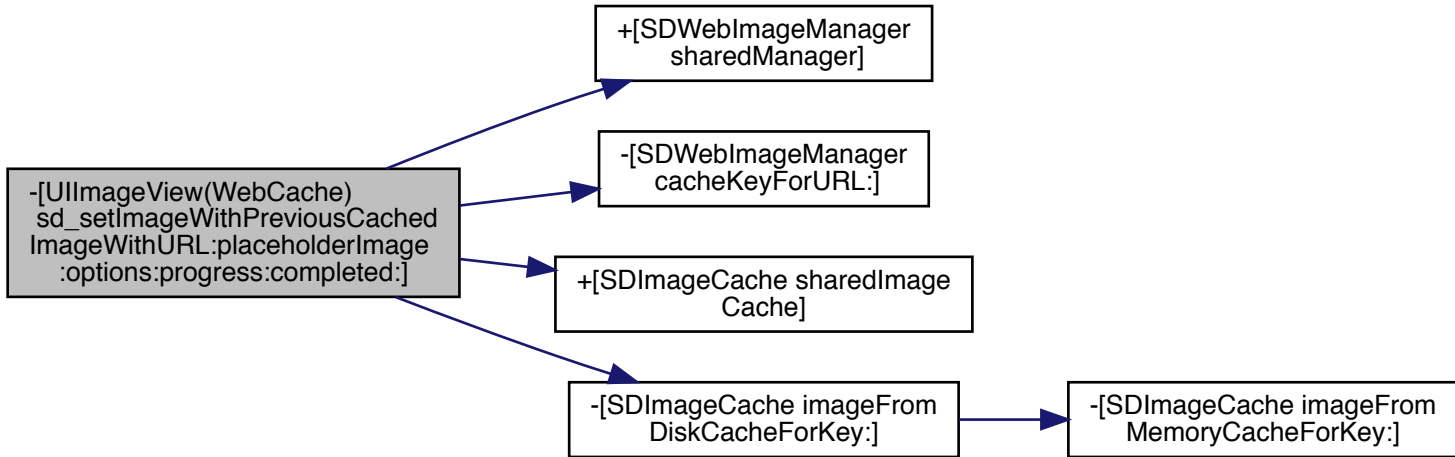 +[SDWebImageManager
sharedManager]
-[SDWebImageManager
cacheKeyForURL:]
-[UIImageView(WebCache)
sd_setImageWithPreviousCached
ImageWithURL:placeholderImage
:options:progress:completed:]
+[SDImageCache sharedImage
Cache]
-[SDImageCache imageFrom
DiskCacheForKey:]
-[SDImageCache imageFrom
MemoryCacheForKey:]